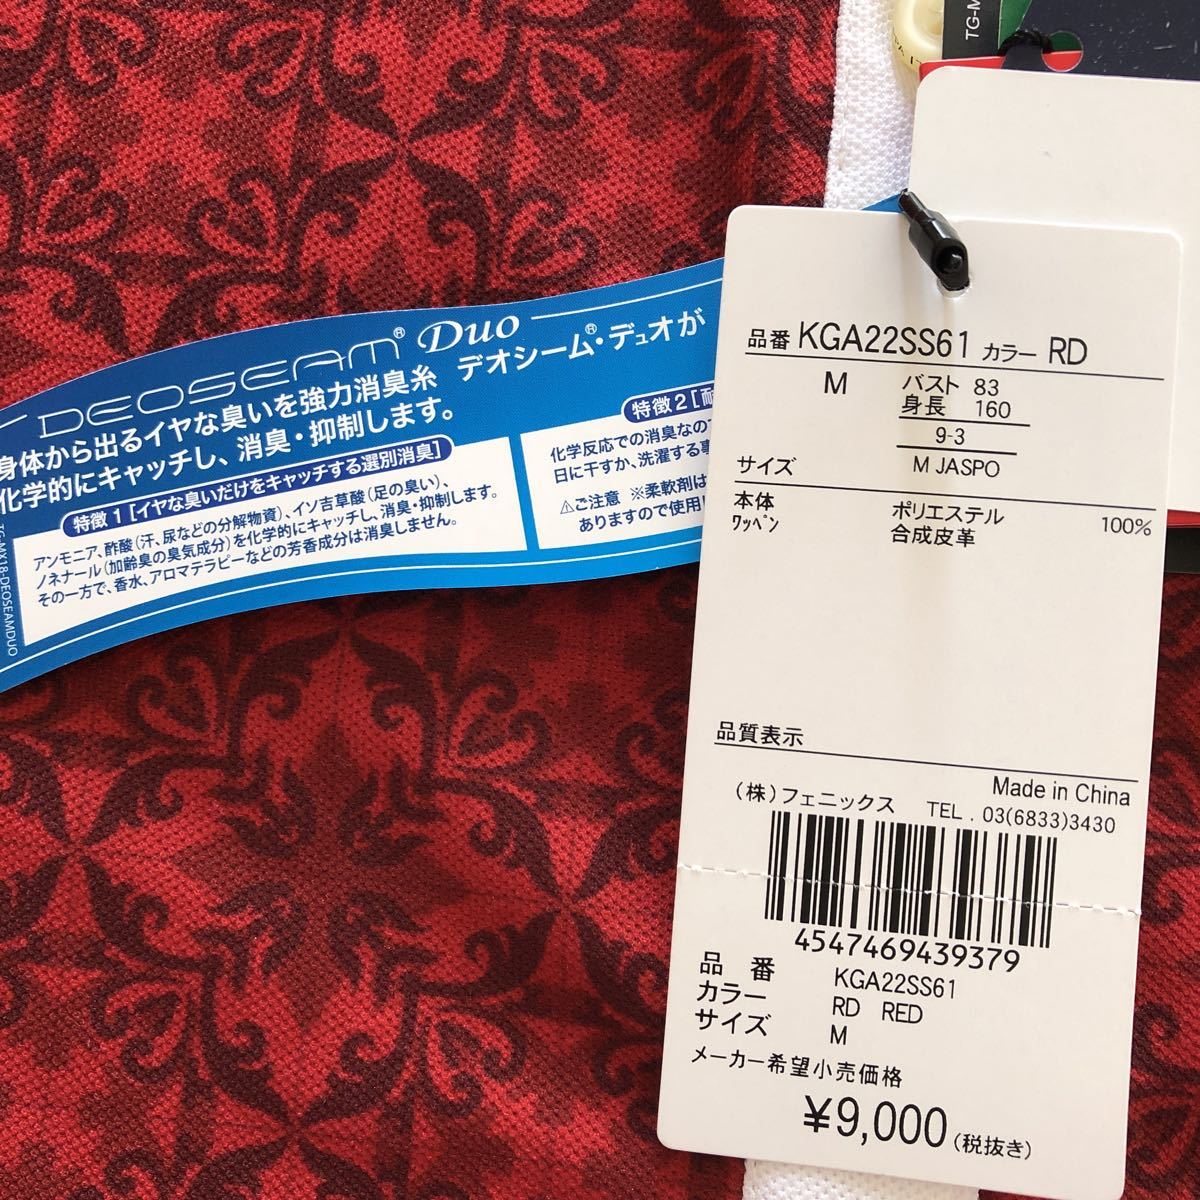 TG-M
DEOSEAM® Duo
デオシーム®・デュオが
身体から出るイヤな臭いを強力消臭糸
化学的にキャッチし、消臭・抑制します。
特徴1[イヤな臭いだけをキャッチする選別消臭]
アンモニア、酢酸(汗、尿などの分解物質)、イソ吉草酸(足の臭い)、
ノネナール(加齢臭の臭気成分)を化学的にキャッチし、消臭・抑制します。
その一方で、香水、アロマテラピーなどの芳香成分は消臭しません。
特徴2[耐
化学反応での消臭なので
日に干すか、洗濯する事
⚠ご注意 ※柔軟剤は
ありますので使用
TG-MX18-DEOSEAMDUO
品番 KGA22SS61 カラー RD
M バスト 83
身長 160
9-3
サイズ M JASPO
本体 ポリエステル 100%
ワッペン 合成皮革
品質表示
Made in China
(株)フェニックス TEL . 03(6833)3430
4547469439379
品 番 KGA22SS61
カラー RD RED
サイズ M
メーカー希望小売価格
¥9,000(税抜き)